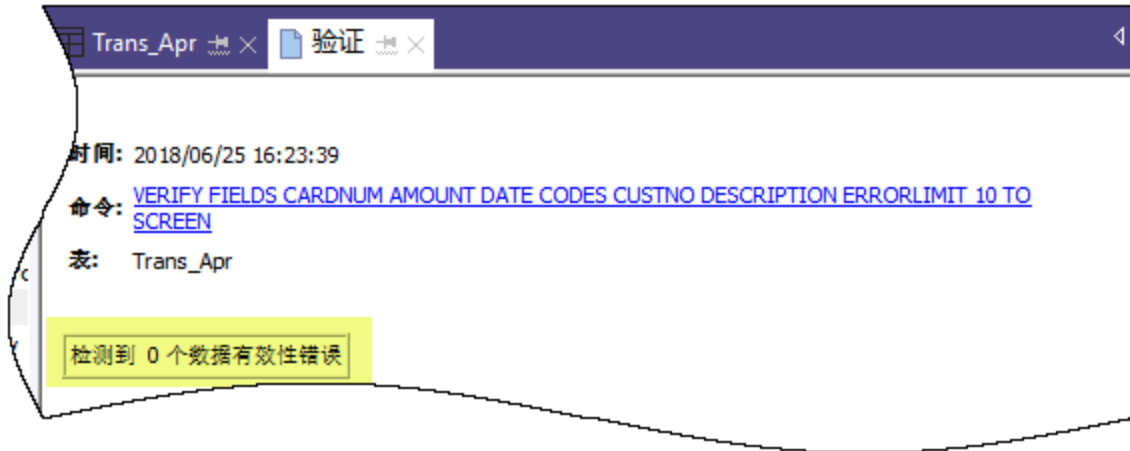 Trans_Apr 验证
时间: 2018/06/25 16:23:39
命令: VERIFY FIELDS CARDNUM AMOUNT DATE CODES CUSTNO DESCRIPTION ERRORLIMIT 10 TO
SCREEN
表: Trans_Apr
检测到 0 个数据有效性错误